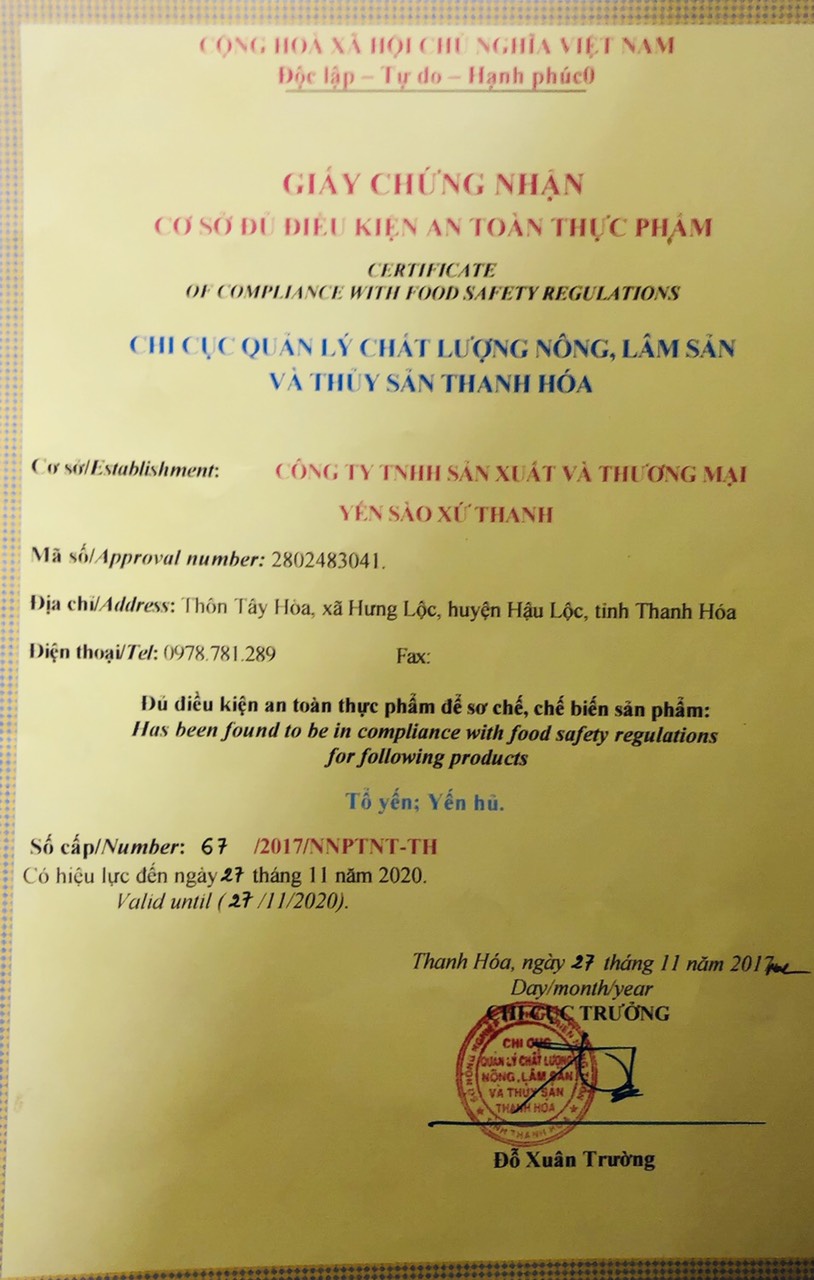 CỘNG HOÀ XÃ HỘI CHỦ NGHĨA VIỆT NAM
Độc lập – Tự do – Hạnh phúc0
GIẤY CHỨNG NHẬN
CƠ SỞ ĐỦ ĐIỀU KIỆN AN TOÀN THỰC PHẨM
CERTIFICATE
OF COMPLIANCE WITH FOOD SAFETY REGULATIONS
CHI CỤC QUẢN LÝ CHẤT LƯỢNG NÔNG, LÂM SẢN
VÀ THỦY SẢN THANH HÓA
Cơ sở/Establishment: CÔNG TY TNHH SẢN XUẤT VÀ THƯƠNG MẠI
YẾN SÀO XỨ THANH
Mã số/Approval number: 2802483041.
Địa chỉ/Address: Thôn Tây Hòa, xã Hưng Lộc, huyện Hậu Lộc, tỉnh Thanh Hóa
Điện thoại/Tel: 0978.781.289 Fax:
Đủ điều kiện an toàn thực phẩm để sơ chế, chế biến sản phẩm:
Has been found to be in compliance with food safety regulations
for following products
Tổ yến; Yến hủ.
Số cấp/Number: 67 /2017/NNPTNT-TH
Có hiệu lực đến ngày 27 tháng 11 năm 2020.
Valid until (27/11/2020).
Thanh Hóa, ngày 27 tháng 11 năm 2017
Day/month/year
CHI CỤC TRƯỞNG
CHI CỤC
QUẢN LÝ CHẤT LƯỢNG
NÔNG, LÂM SẢN
VÀ THỦY SẢN
THANH HÓA
TỈNH THANH HÓA
Đỗ Xuân Trường